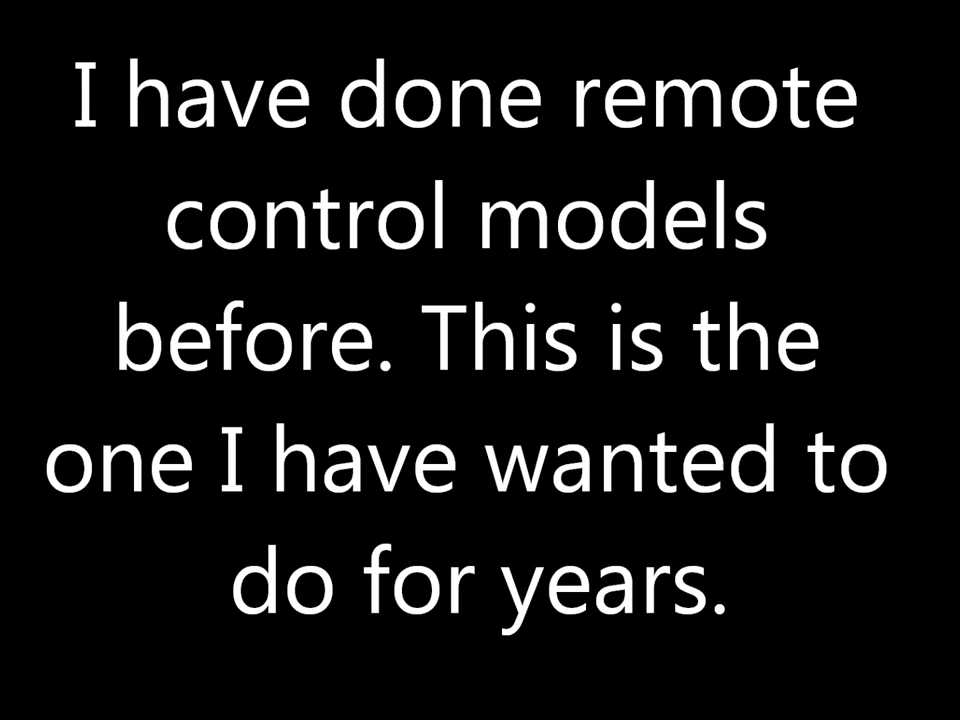 I have done remote
control models
before. This is the
one I have wanted to
do for years.